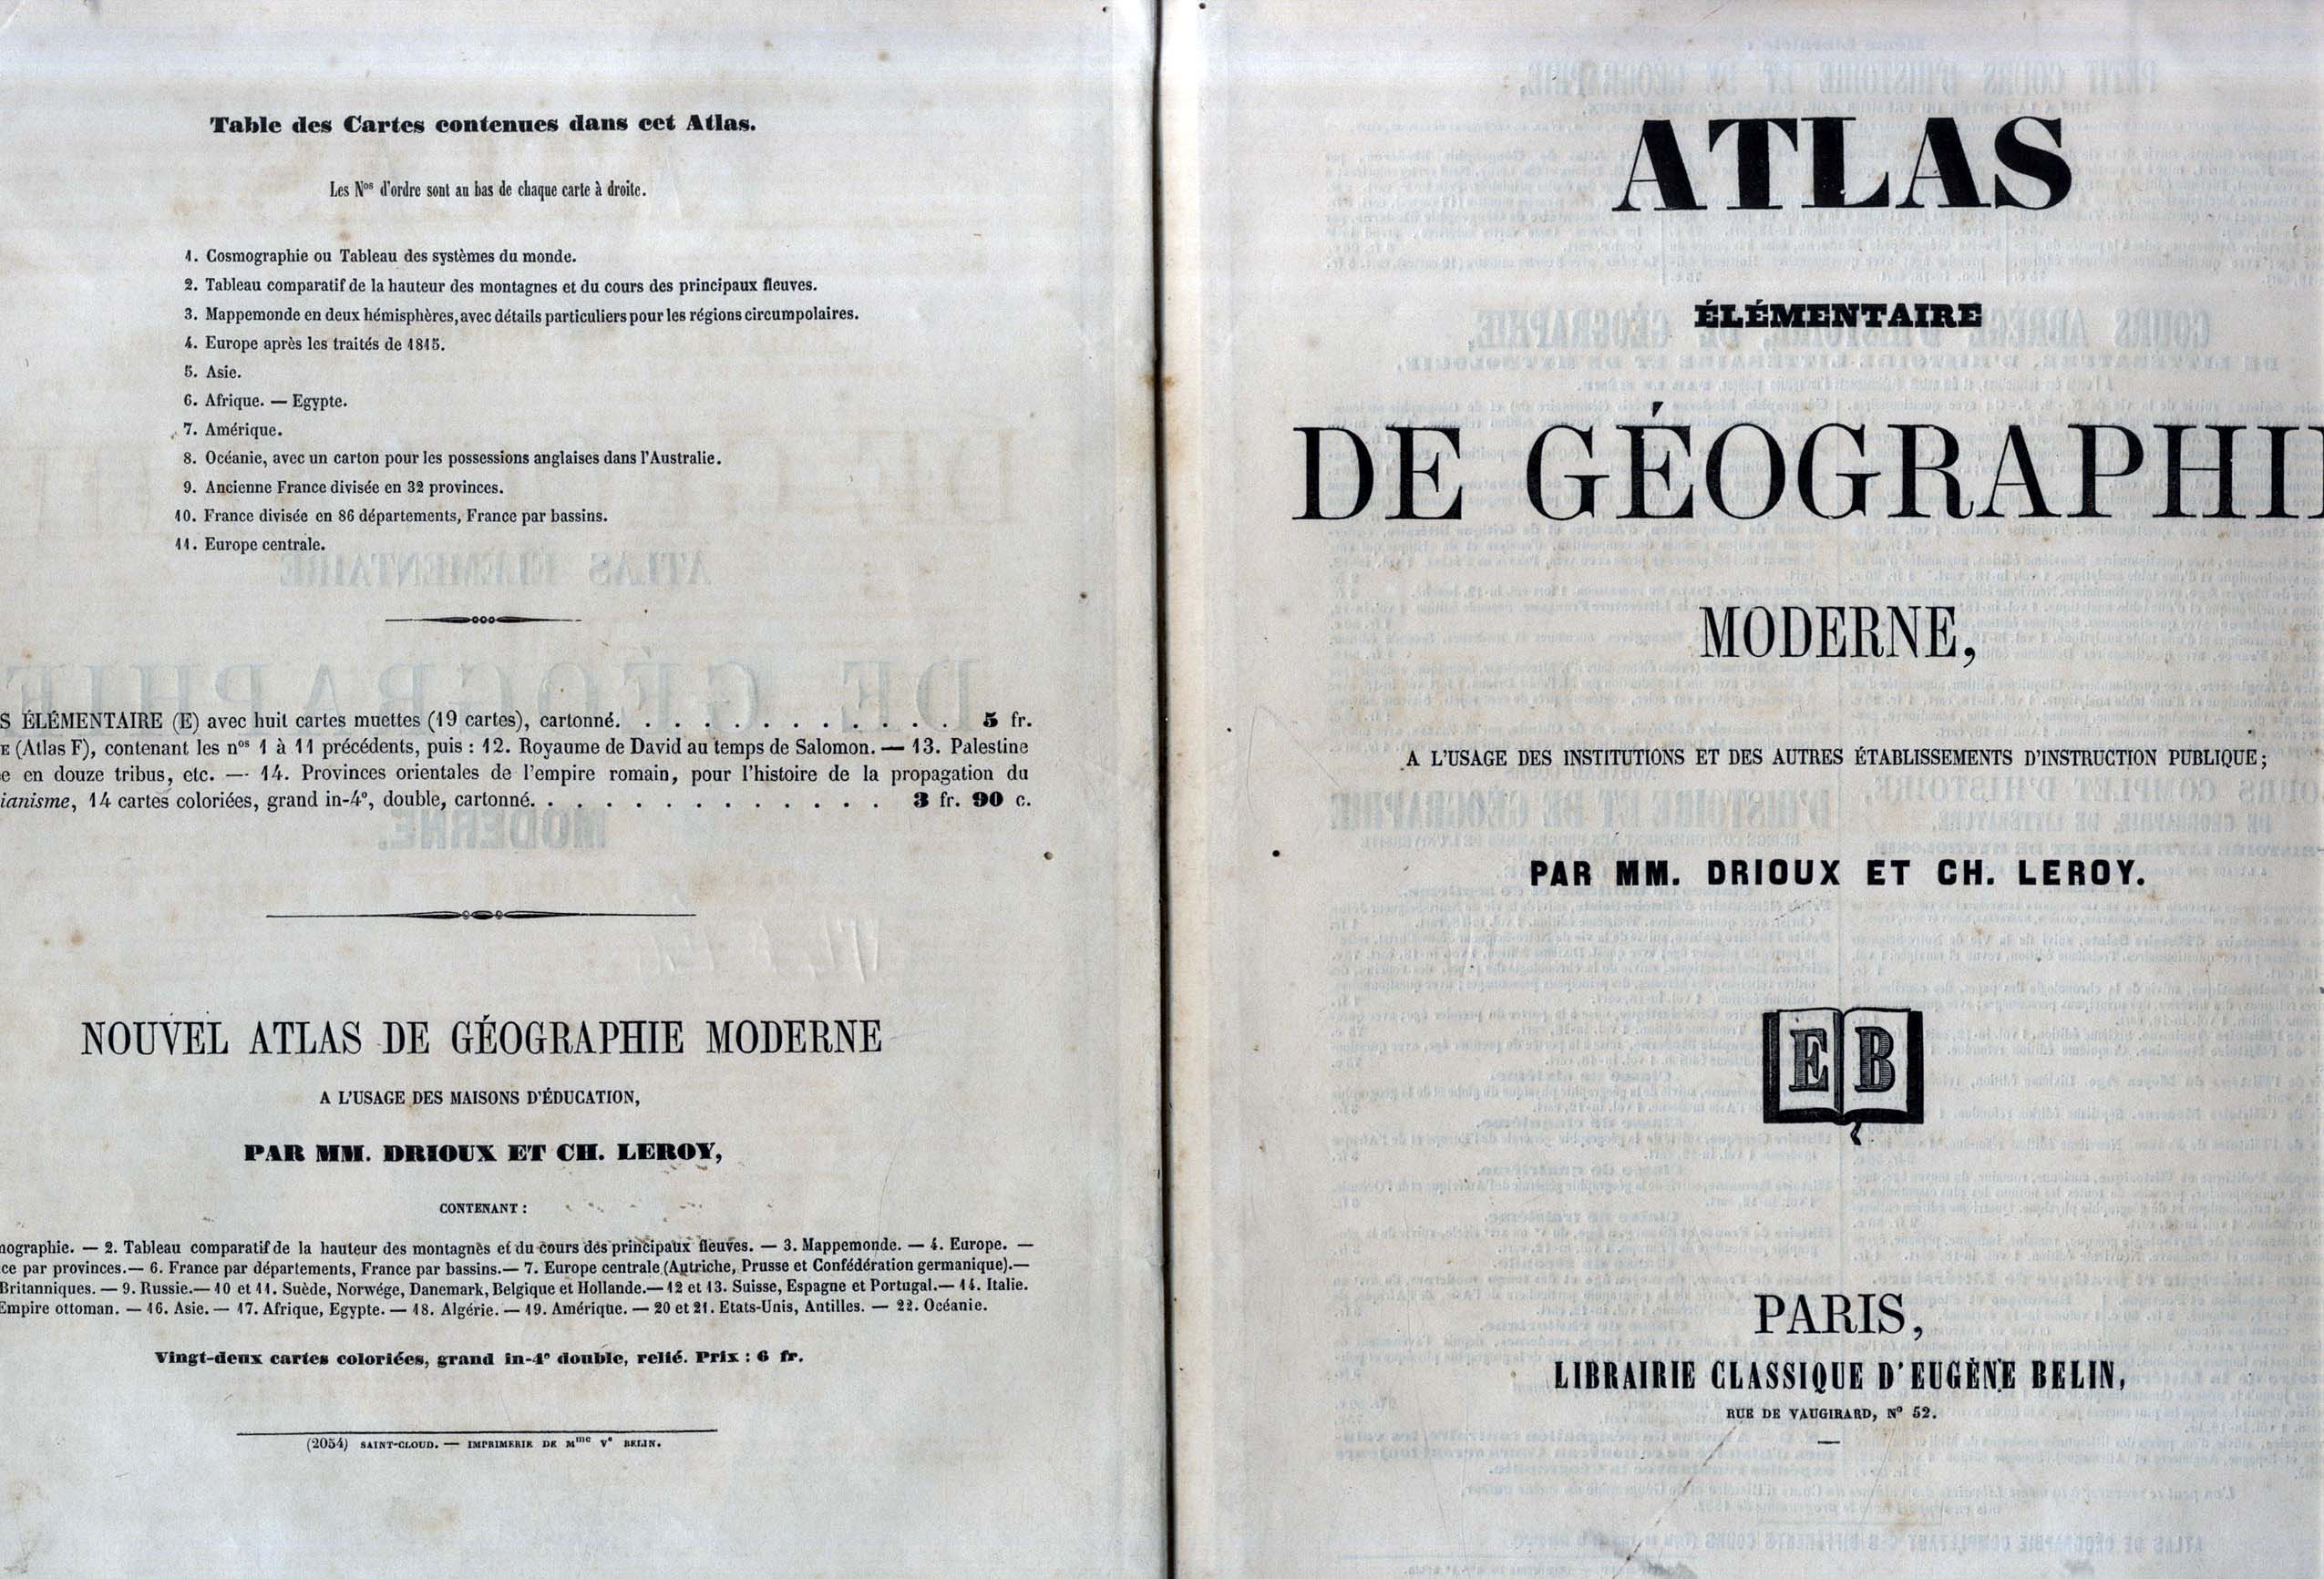 Table des Cartes contenues dans cet Atlas.
Les Nos d'ordre sont au bas de chaque carte à droite.
1. Cosmographie ou Tableau des systèmes du monde.
2. Tableau comparatif de la hauteur des montagnes et du cours des principaux fleuves.
3. Mappemonde en deux hémisphères, avec détails particuliers pour les régions circumpolaires.
4. Europe après les traités de 1815.
5. Asie.
6. Afrique. — Egypte.
7. Amérique.
8. Océanie, avec un carton pour les possessions anglaises dans l'Australie.
9. Ancienne France divisée en 32 provinces.
10. France divisée en 86 départements, France par bassins.
11. Europe centrale.
S ÉLÉMENTAIRE (E) avec huit cartes muettes (19 cartes), cartonné. . . . . . . . . . . . . 5 fr.
E (Atlas F), contenant les nos 1 à 11 précédents, puis : 12. Royaume de David au temps de Salomon. — 13. Palestine
e en douze tribus, etc. — 14. Provinces orientales de l'empire romain, pour l'histoire de la propagation du
ianisme, 14 cartes coloriées, grand in-4°, double, cartonné. . . . . . . . . . . . . 3 fr. 90 c.
NOUVEL ATLAS DE GÉOGRAPHIE MODERNE
A L'USAGE DES MAISONS D'ÉDUCATION,
PAR MM. DRIOUX ET CH. LEROY,
CONTENANT :
ographie. — 2. Tableau comparatif de la hauteur des montagnes et du cours des principaux fleuves. — 3. Mappemonde. — 4. Europe. —
ce par provinces. — 6. France par départements, France par bassins. — 7. Europe centrale (Autriche, Prusse et Confédération germanique). —
Britanniques. — 9. Russie. — 10 et 11. Suède, Norwége, Danemark, Belgique et Hollande. — 12 et 13. Suisse, Espagne et Portugal. — 14. Italie.
Empire ottoman. — 16. Asie. — 17. Afrique, Egypte. — 18. Algérie. — 19. Amérique. — 20 et 21. Etats-Unis, Antilles. — 22. Océanie.
Vingt-deux cartes coloriées, grand in-4° double, relié. Prix : 6 fr.
(2054) SAINT-CLOUD. — IMPRIMERIE DE Mme Ve BELIN.
ATLAS
ÉLÉMENTAIRE
DE GÉOGRAPHI
MODERNE,
A L'USAGE DES INSTITUTIONS ET DES AUTRES ÉTABLISSEMENTS D'INSTRUCTION PUBLIQUE ;
PAR MM. DRIOUX ET CH. LEROY.
E B
PARIS,
LIBRAIRIE CLASSIQUE D'EUGÈNE BELIN,
RUE DE VAUGIRARD, N° 52.